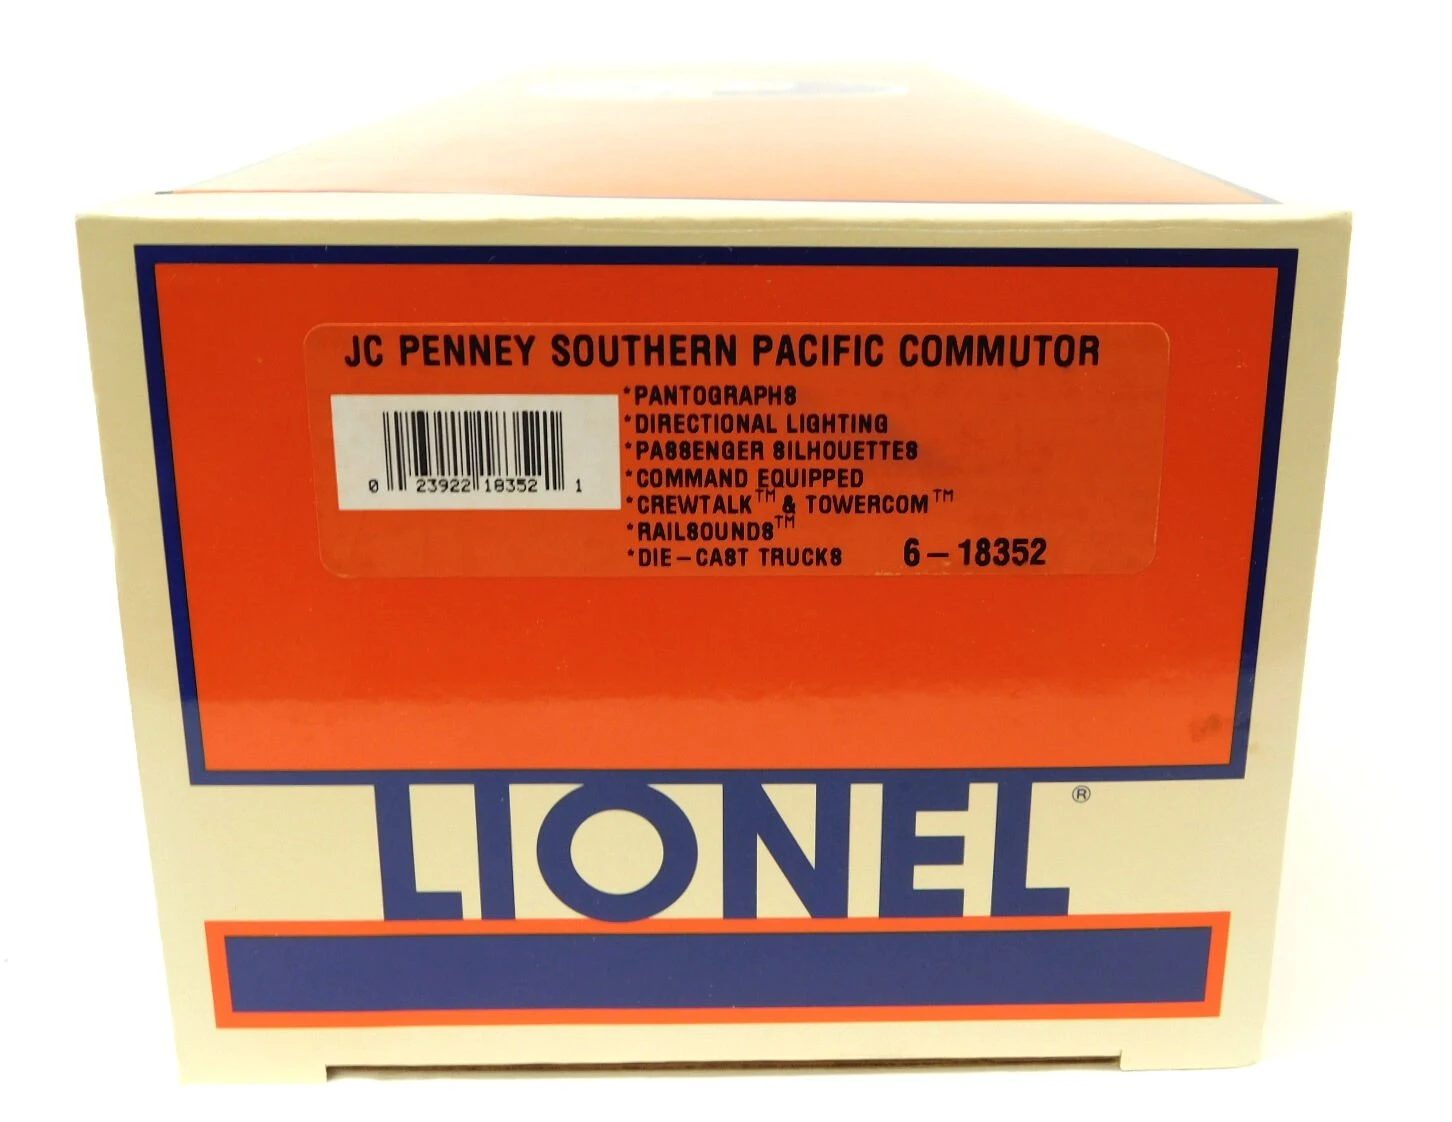 JC PENNEY SOUTHERN PACIFIC COMMUTOR
*PANTOGRAPHS
*DIRECTIONAL LIGHTING
*PASSENGER SILHOUETTES
*COMMAND EQUIPPED
*CREWTALK™ & TOWERCOM™
*RAILSOUNDS™
*DIE-CAST TRUCKS 6-18352
0 23922 18352 1
LIONEL®